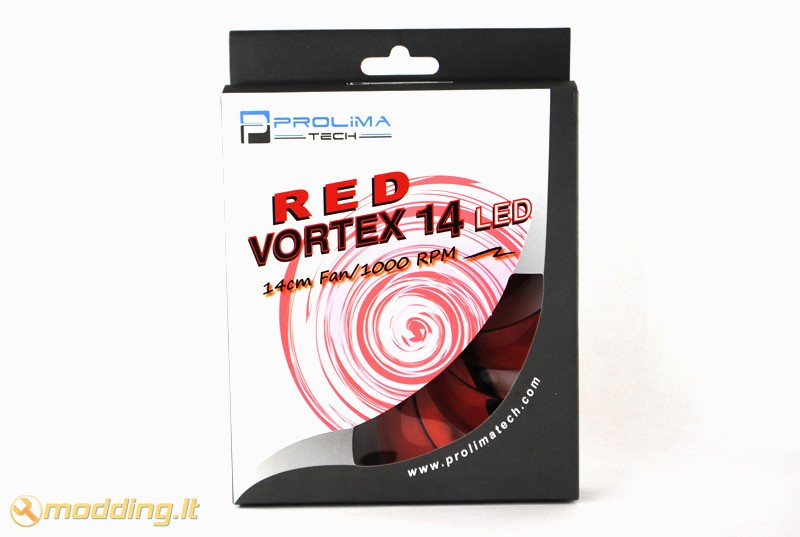 PROLiMA
TECH
RED
VORTEX 14 LED
14cm Fan/1000 RPM
www.prolimatech.com
modding.lt